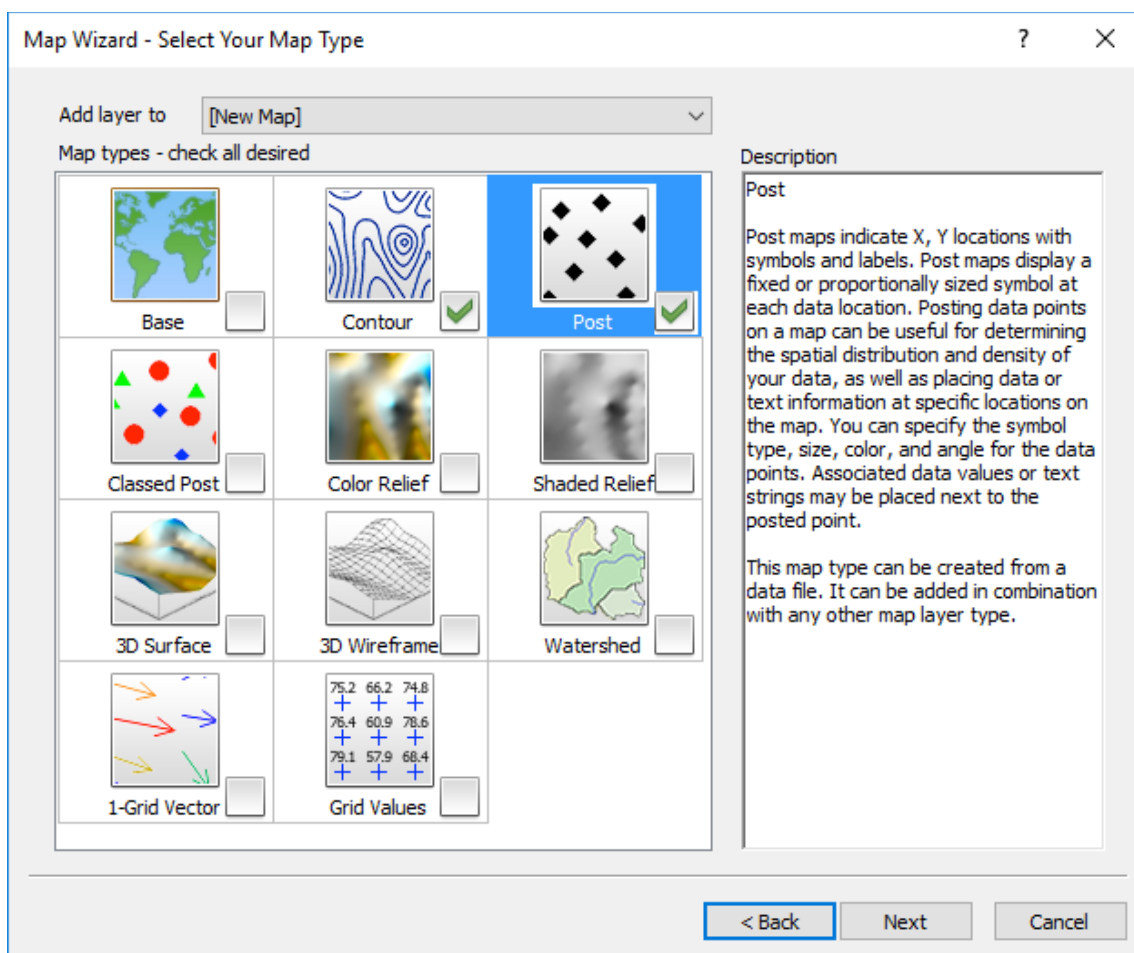 Map Wizard - Select Your Map Type
?
Add layer to
[New Map]
Map types - check all desired
Base
Contour
Post
Classed Post
Color Relief
Shaded Relief
3D Surface
3D Wireframe
Watershed
1-Grid Vector
75.2 66.2 74.8
76.4 60.9 78.6
79.1 57.9 68.4
Grid Values
Description
Post
Post maps indicate X, Y locations with
symbols and labels. Post maps display a
fixed or proportionally sized symbol at
each data location. Posting data points
on a map can be useful for determining
the spatial distribution and density of
your data, as well as placing data or
text information at specific locations on
the map. You can specify the symbol
type, size, color, and angle for the data
points. Associated data values or text
strings may be placed next to the
posted point.
This map type can be created from a
data file. It can be added in combination
with any other map layer type.
< Back
Next
Cancel